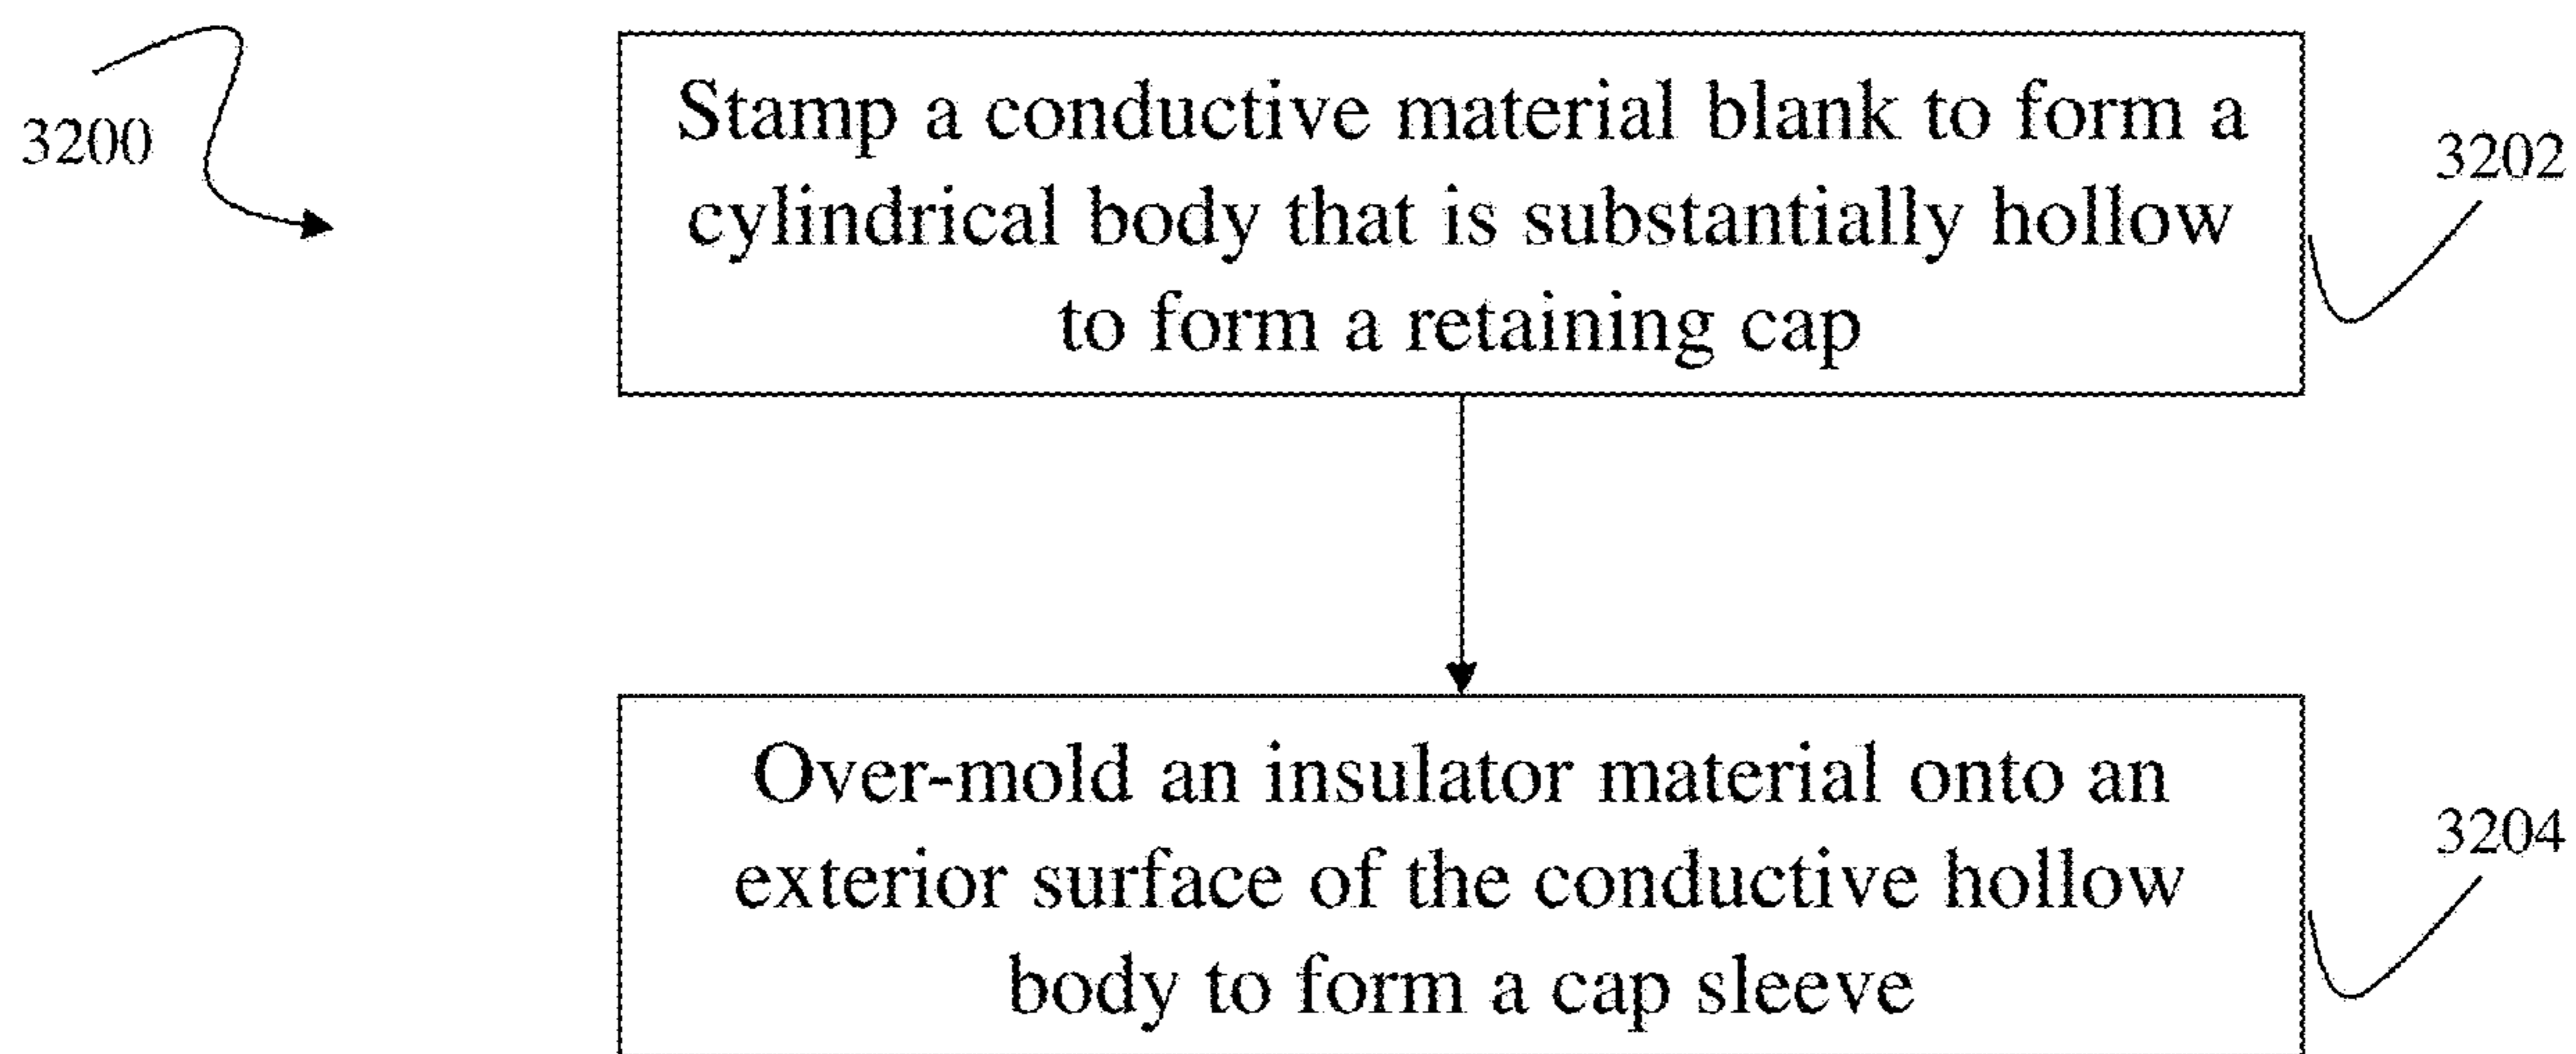 3200
Stamp a conductive material blank to form a
cylindrical body that is substantially hollow
to form a retaining cap
3202
Over-mold an insulator material onto an
exterior surface of the conductive hollow
body to form a cap sleeve
3204